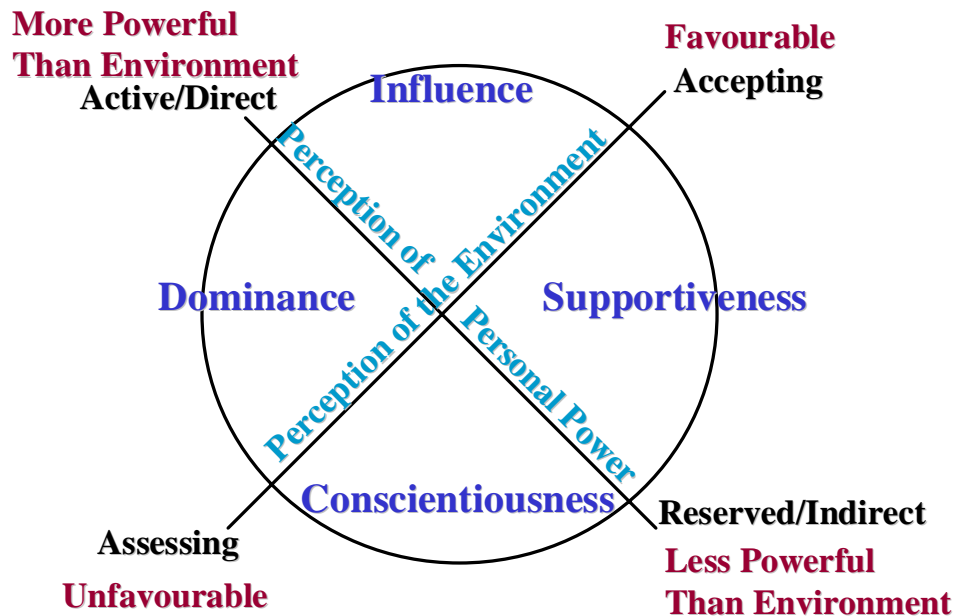 More Powerful
Than Environment
Active/Direct
Favourable
Accepting
Influence
Perception of
Personal Power
Perception of the Environment
Dominance
Supportiveness
Conscientiousness
Assessing
Unfavourable
Reserved/Indirect
Less Powerful
Than Environment